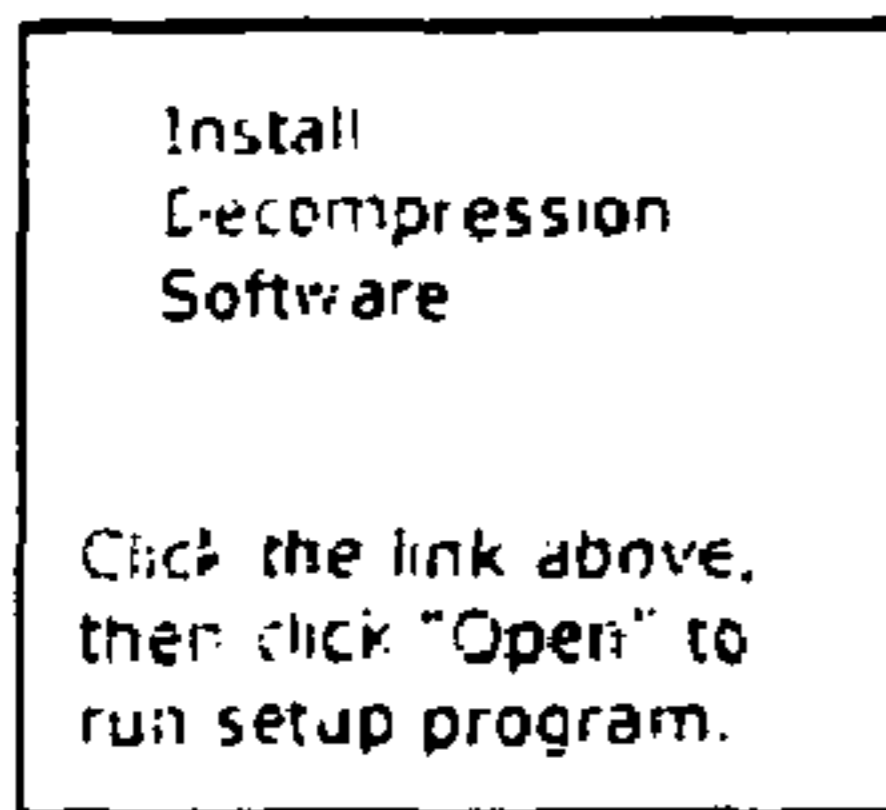 Install
Decompression
Software
Click the link above,
then click "Open" to
run setup program.